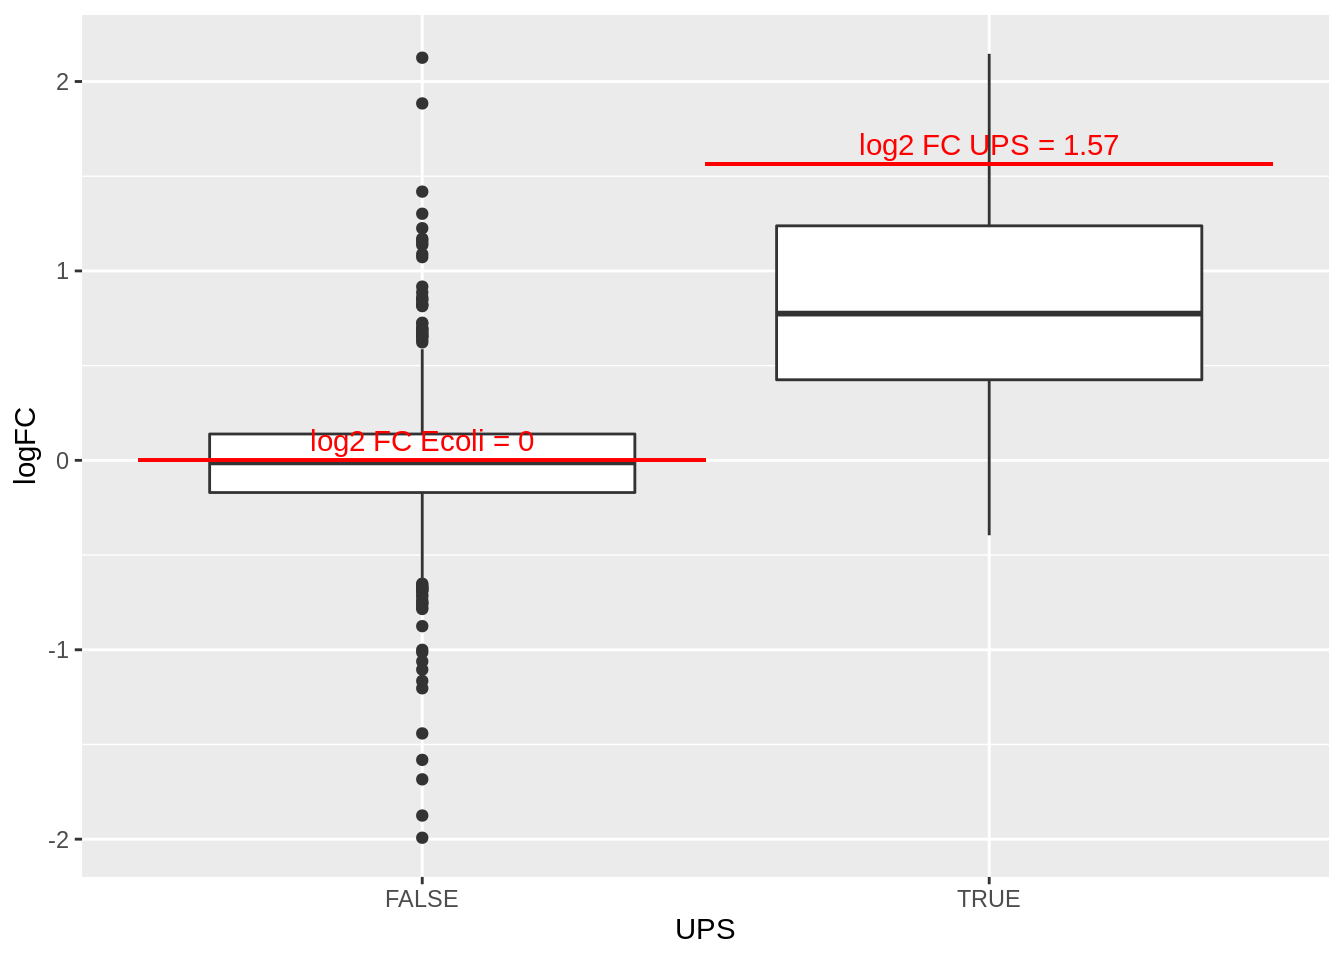 2
log2 FC UPS = 1.57
1
log2 FC Ecoli = 0
0
-1
-2
logFC
FALSE
TRUE
UPS